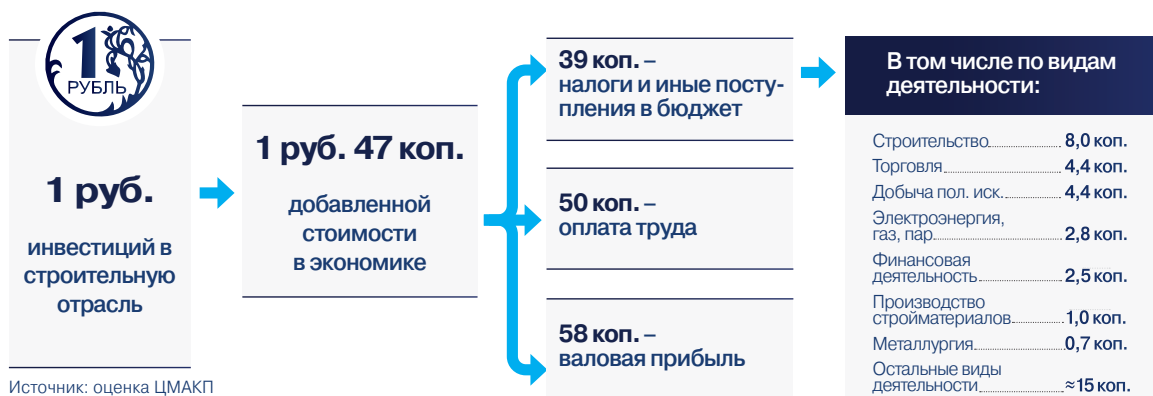 1
РУБЛЬ
1 руб.
инвестиций в
строительную
отрасль
Источник: оценка ЦМАКП
1 руб. 47 коп.
добавленной
стоимости
в экономике
39 коп. –
налоги и иные посту-
пления в бюджет
50 коп. –
оплата труда
58 коп. –
валовая прибыль
В том числе по видам
деятельности:
Строительство 8,0 коп.
Торговля 4,4 коп.
Добыча пол. иск. 4,4 коп.
Электроэнергия,
газ, пар 2,8 коп.
Финансовая
деятельность 2,5 коп.
Производство
стройматериалов 1,0 коп.
Металлургия 0,7 коп.
Остальные виды
деятельности ≈15 коп.